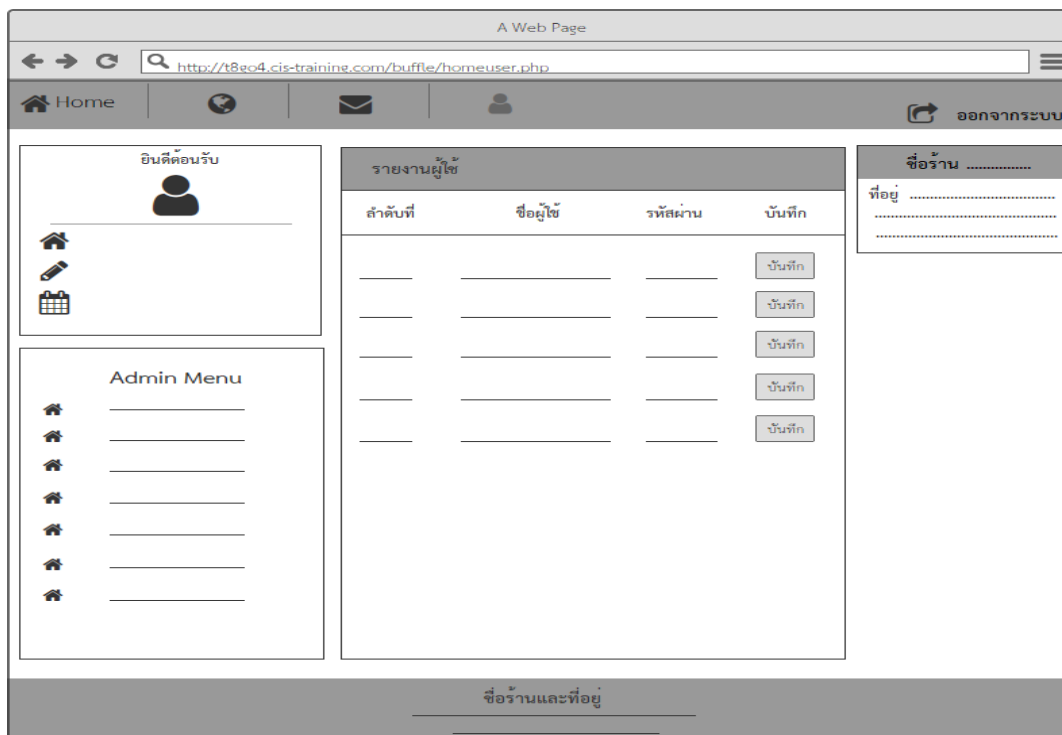 A Web Page
http://t8go4.cis-training.com/buffle/homeuser.php
Home
ออกจากระบบ
ยินดีต้อนรับ
Admin Menu
รายงานผู้ใช้
ลำดับที่ ชื่อผู้ใช้ รหัสผ่าน บันทึก
บันทึก
บันทึก
บันทึก
บันทึก
บันทึก
ชื่อร้าน ................
ที่อยู่ ....................................
.............................................
.............................................
ชื่อร้านและที่อยู่